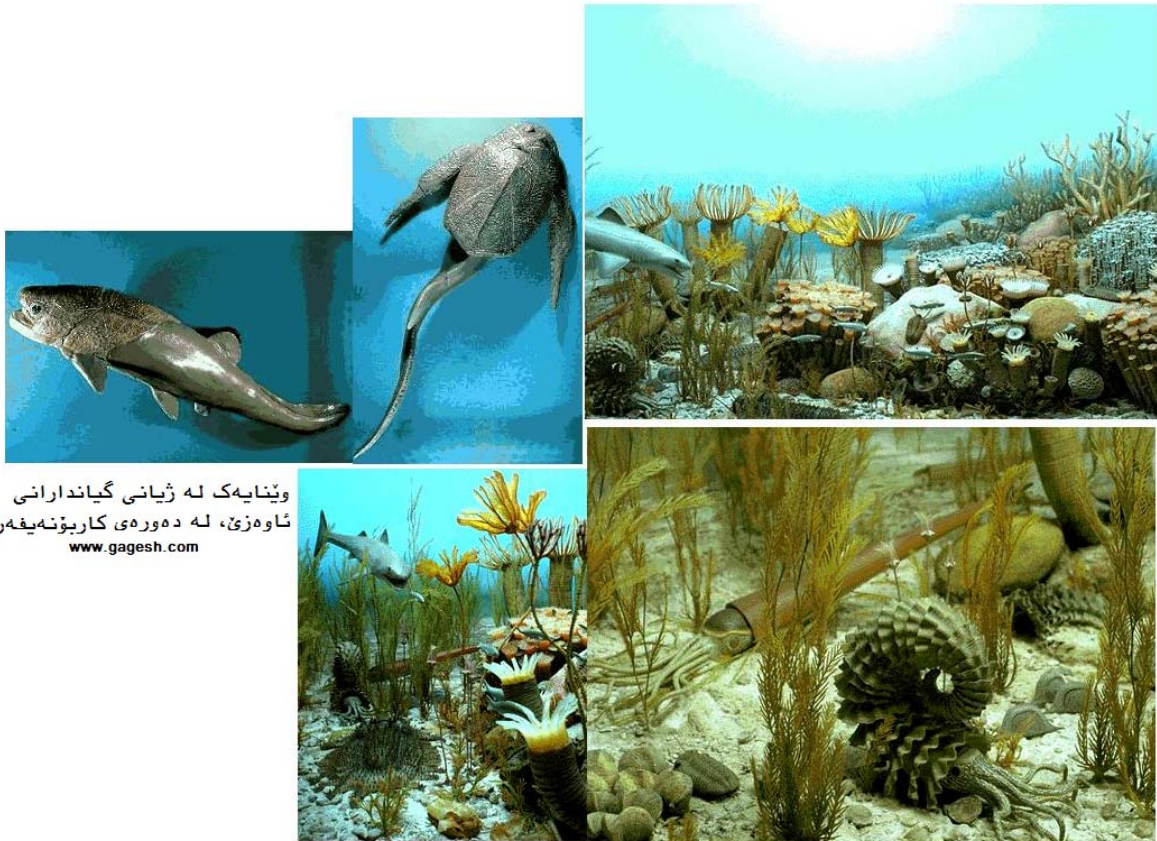 وێنایەک لە ژیانی گیاندارانی
ئاوەزێ، لە دەورەی کاربۆنەیفەر
www.gagesh.com